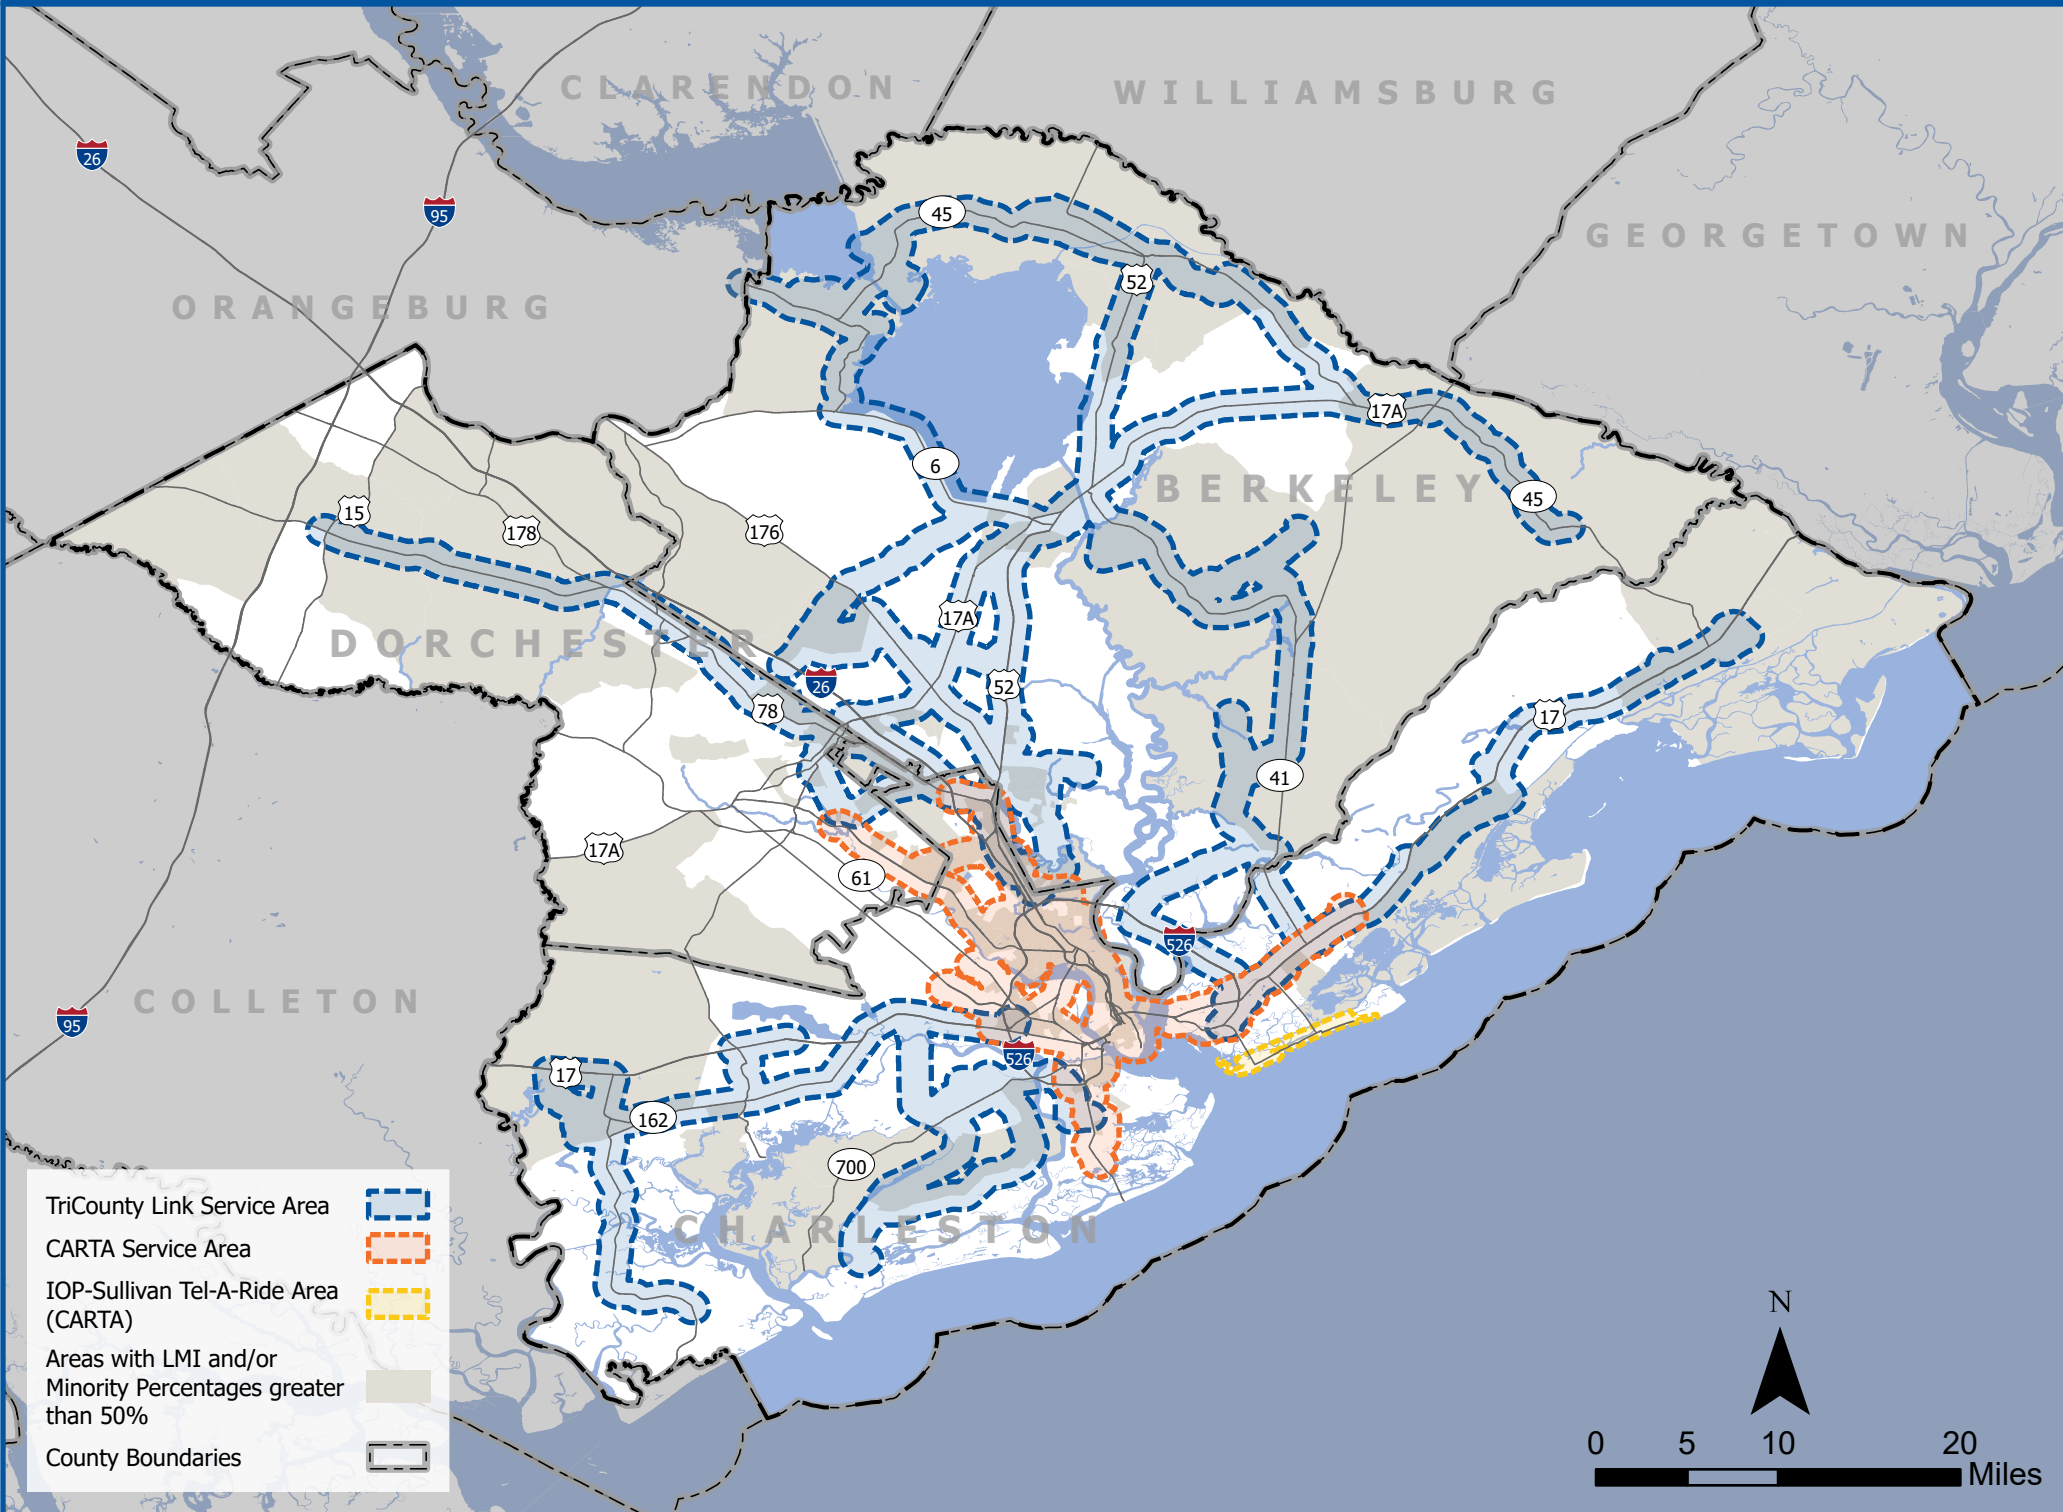 CLARENDON
WILLIAMSBURG
26
95
45
GEORGETOWN
52
ORANGEBURG
17A
6
BERKELEY
45
15
178
176
17A
DORCHESTER
26
52
78
17
41
17A
61
526
COLLETON
95
526
17
162
700
CHARLESTON
TriCounty Link Service Area
CARTA Service Area
IOP-Sullivan Tel-A-Ride Area
(CARTA)
Areas with LMI and/or
Minority Percentages greater
than 50%
County Boundaries
N
0 5 10 20
Miles